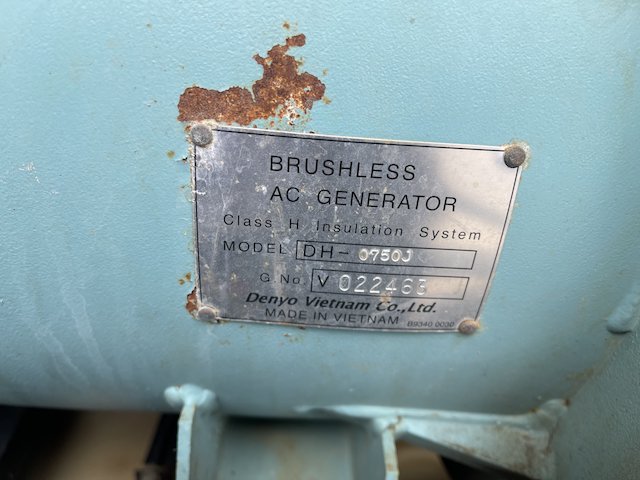 BRUSHLESS
AC GENERATOR
Class H Insulation System
MODEL DH- 0750J
G.No. V 022463
Denyo Vietnam Co.,Ltd.
MADE IN VIETNAM B9340 0030